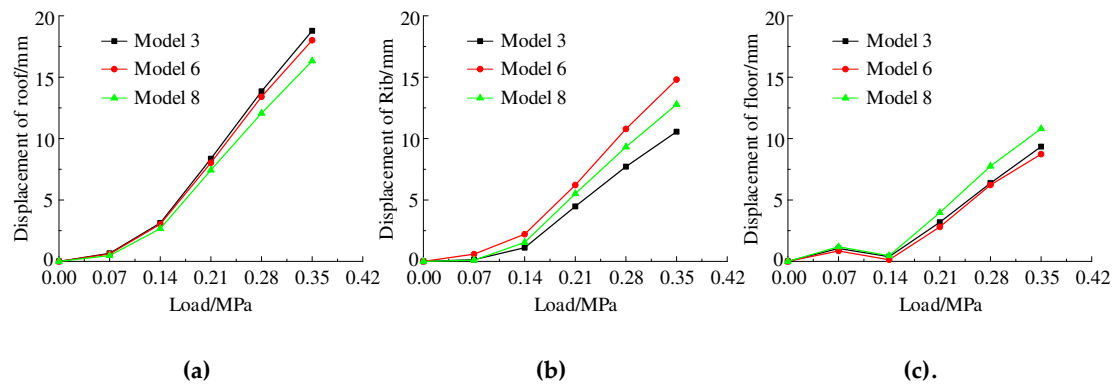 Displacement of roof/mm
20
15
10
5
0
Model 3
Model 6
Model 8
0.00 0.07 0.14 0.21 0.28 0.35 0.42
Load/MPa
(a)
Displacement of Rib/mm
20
15
10
5
0
Model 3
Model 6
Model 8
0.00 0.07 0.14 0.21 0.28 0.35 0.42
Load/MPa
(b)
Displacement of floor/mm
20
15
10
5
0
Model 3
Model 6
Model 8
0.00 0.07 0.14 0.21 0.28 0.35 0.42
Load/MPa
(c).